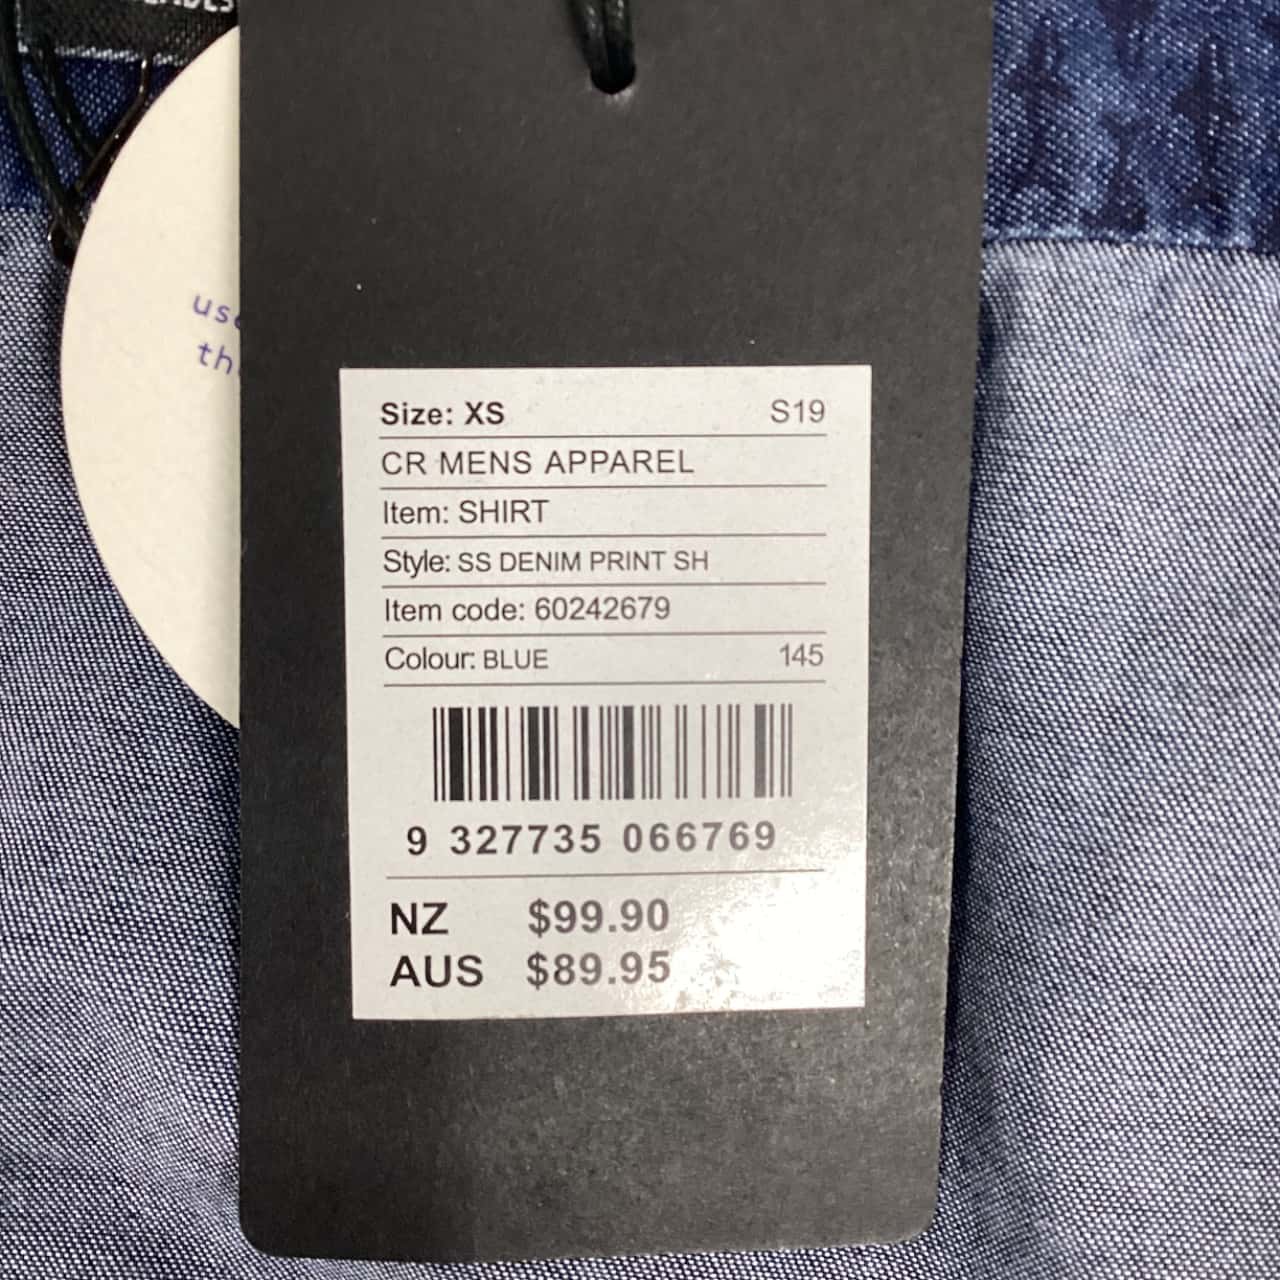 Size: XS S19
CR MENS APPAREL
Item: SHIRT
Style: SS DENIM PRINT SH
Item code: 60242679
Colour: BLUE 145
9 327735 066769
NZ $99.90
AUS $89.95